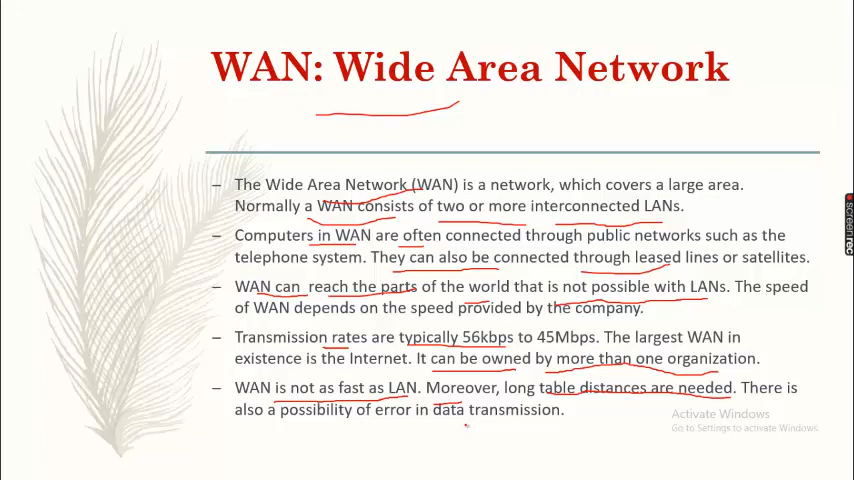 WAN: Wide Area Network
– The Wide Area Network (WAN) is a network, which covers a large area.
Normally a WAN consists of two or more interconnected LANs.
– Computers in WAN are often connected through public networks such as the
telephone system. They can also be connected through leased lines or satellites.
– WAN can reach the parts of the world that is not possible with LANs. The speed
of WAN depends on the speed provided by the company.
– Transmission rates are typically 56kbps to 45Mbps. The largest WAN in
existence is the Internet. It can be owned by more than one organization.
– WAN is not as fast as LAN. Moreover, long table distances are needed. There is
also a possibility of error in data transmission.
Activate Windows
Go to Settings to activate Windows.
screenrec